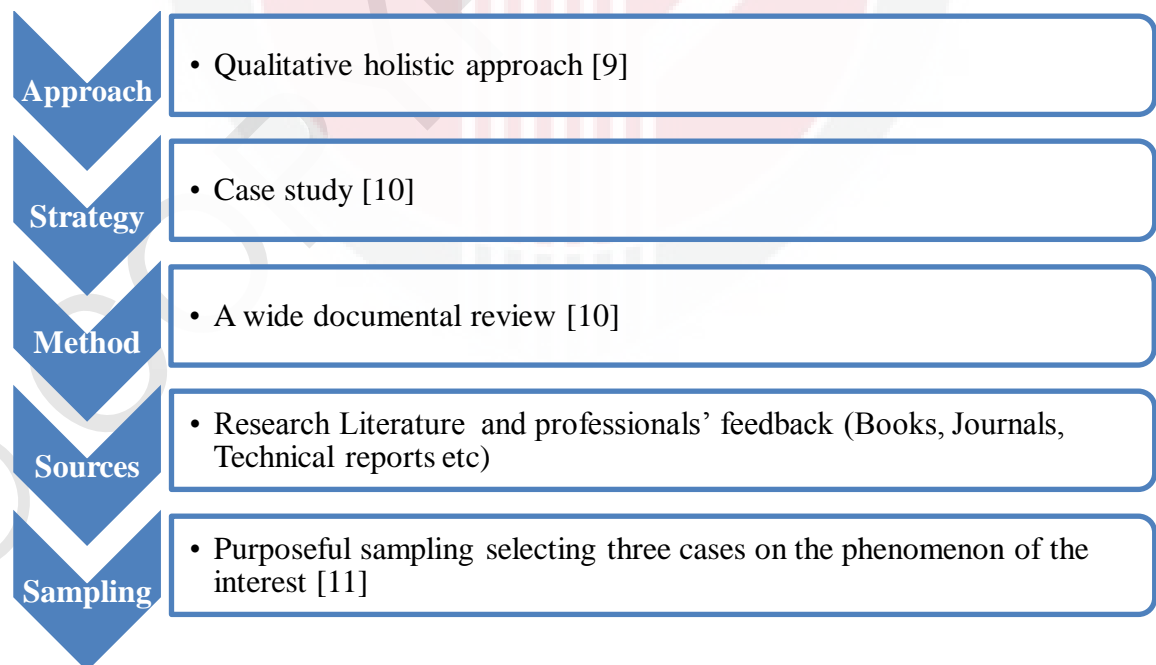 Approach
• Qualitative holistic approach [9]
Strategy
• Case study [10]
Method
• A wide documental review [10]
Sources
• Research Literature and professionals’ feedback (Books, Journals,
Technical reports etc)
Sampling
• Purposeful sampling selecting three cases on the phenomenon of the
interest [11]